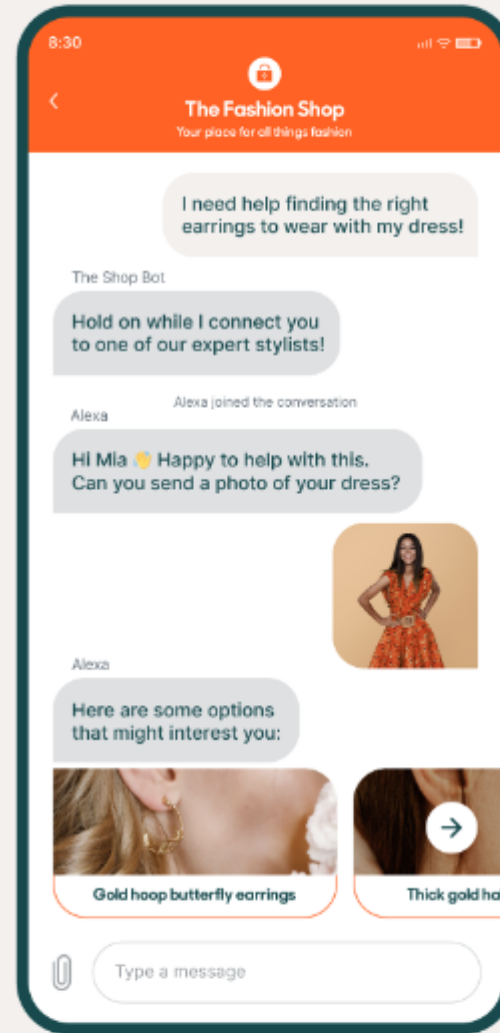 8:30
The Fashion Shop
Your place for all things fashion
I need help finding the right
earrings to wear with my dress!
The Shop Bot
Hold on while I connect you
to one of our expert stylists!
Alexa joined the conversation
Alexa
Hi Mia 👋 Happy to help with this.
Can you send a photo of your dress?
Alexa
Here are some options
that might interest you:
Gold hoop butterfly earrings
Thick gold
Type a message